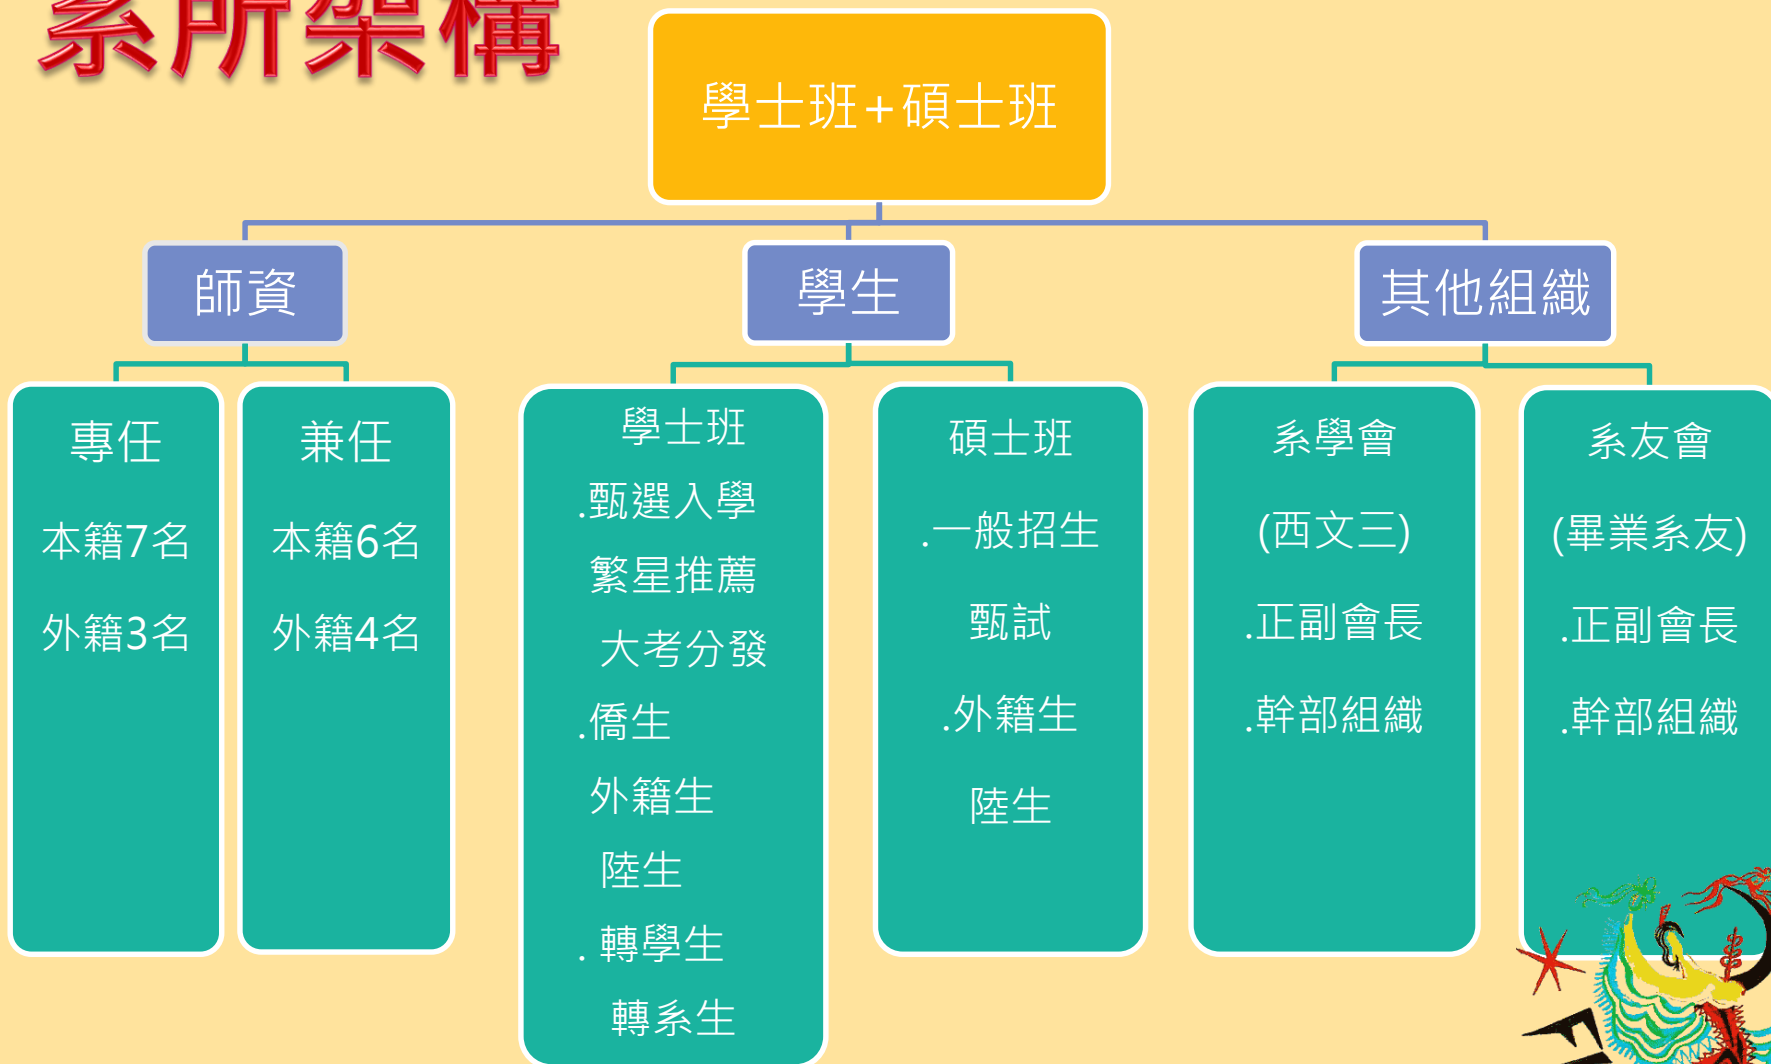 系所架構
學士班+碩士班
師資
學生
其他組織
專任
本籍7名
外籍3名
兼任
本籍6名
外籍4名
學士班
.甄選入學
繁星推薦
大考分發
.僑生
外籍生
陸生
. 轉學生
轉系生
碩士班
.一般招生
甄試
.外籍生
陸生
系學會
(西文三)
.正副會長
.幹部組織
系友會
(畢業系友)
.正副會長
.幹部組織